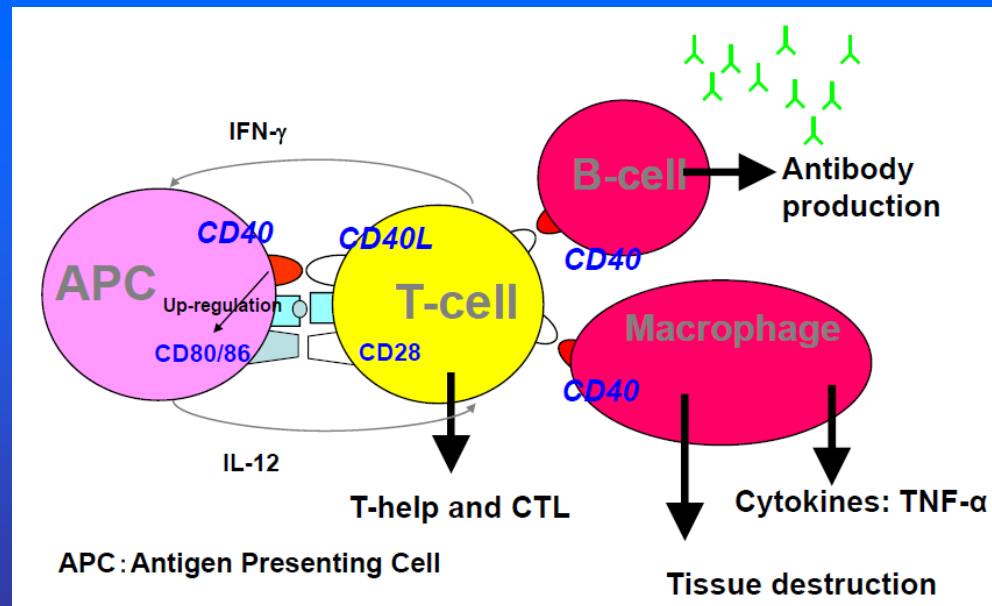 IFN-γ
B-cell
Antibody
production
CD40
CD40L
CD40
APC
Up-regulation
T-cell
Macrophage
CD80/86
CD28
CD40
IL-12
T-help and CTL
Cytokines: TNF-α
APC：Antigen Presenting Cell
Tissue destruction